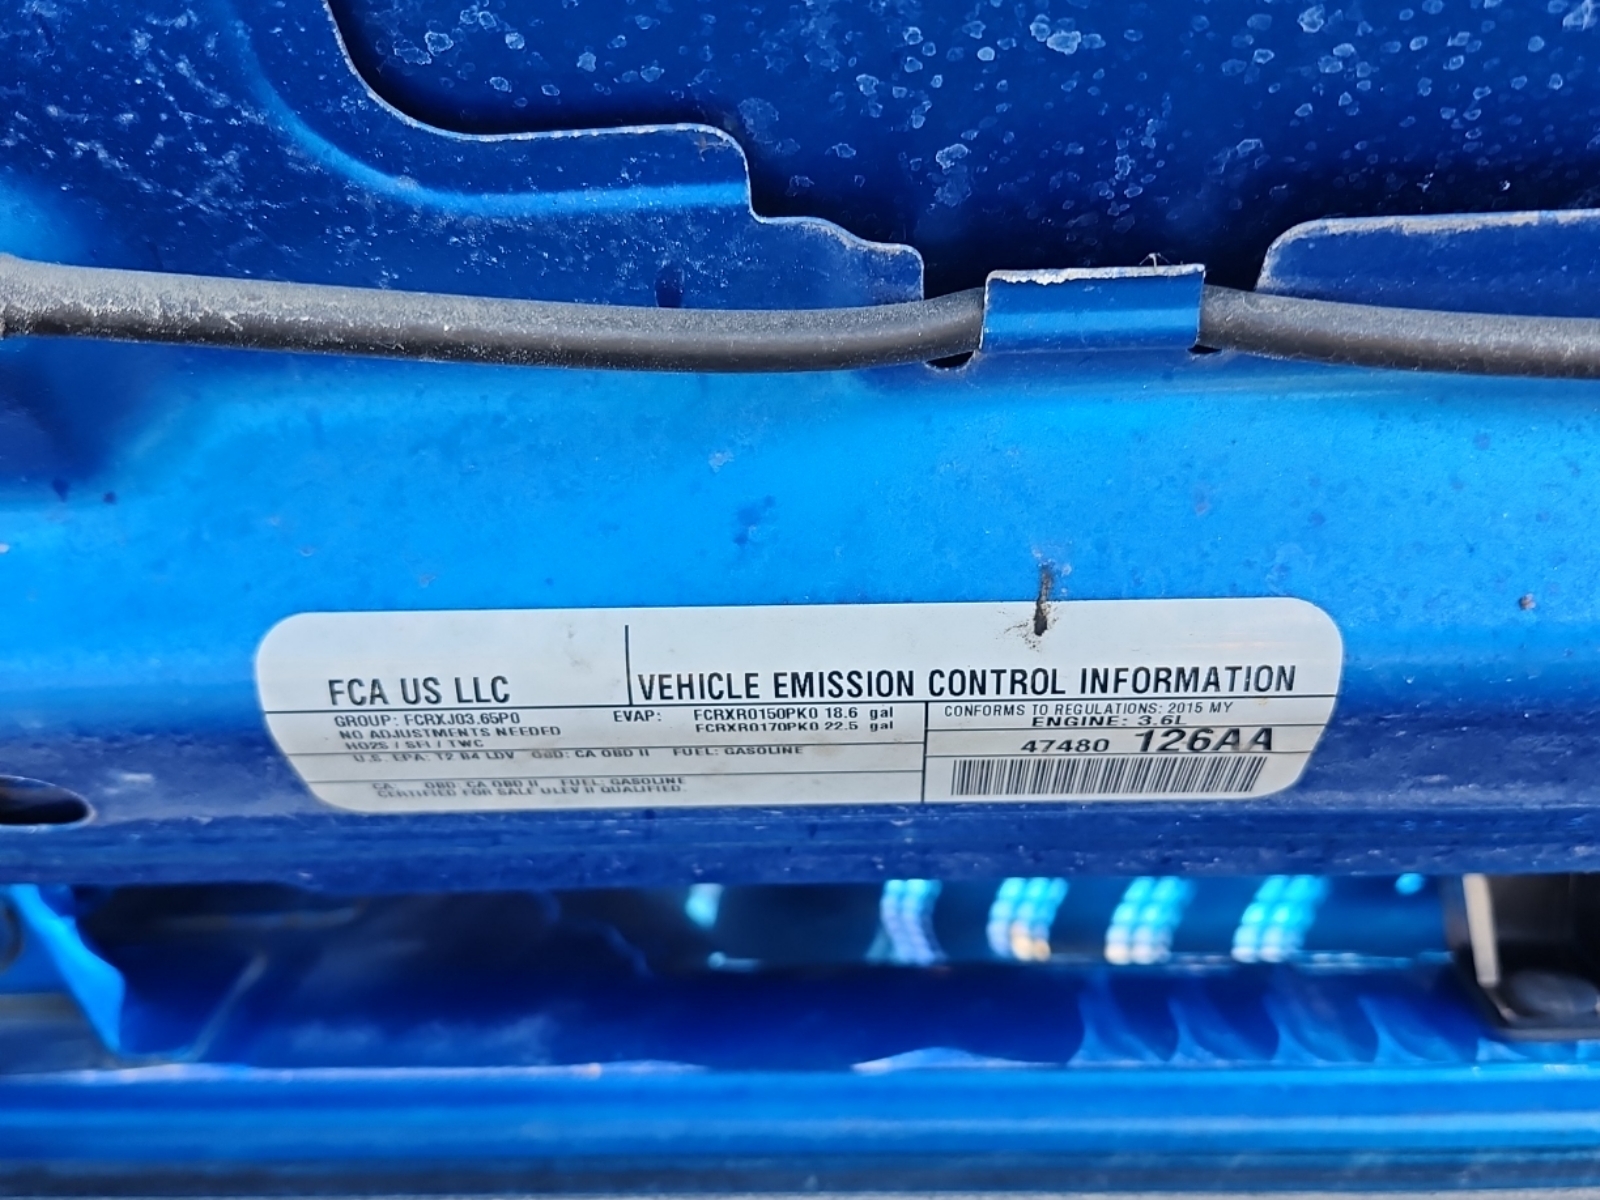 FCA US LLC
VEHICLE EMISSION CONTROL INFORMATION
GROUP: FCRXJ03.65P0
NO ADJUSTMENTS NEEDED
HO2S / SFI / TWC
EVAP: FCRXR0150PK0 18.6 gal
FCRXR0170PK0 22.5 gal
U.S. EPA: T2 B4 LDV OBD: CA OBD II FUEL: GASOLINE
CA: OBD: CA OBD II FUEL: GASOLINE
CERTIFIED FOR SALE ULEV II QUALIFIED.
CONFORMS TO REGULATIONS: 2015 MY
ENGINE: 3.6L
47480 126AA